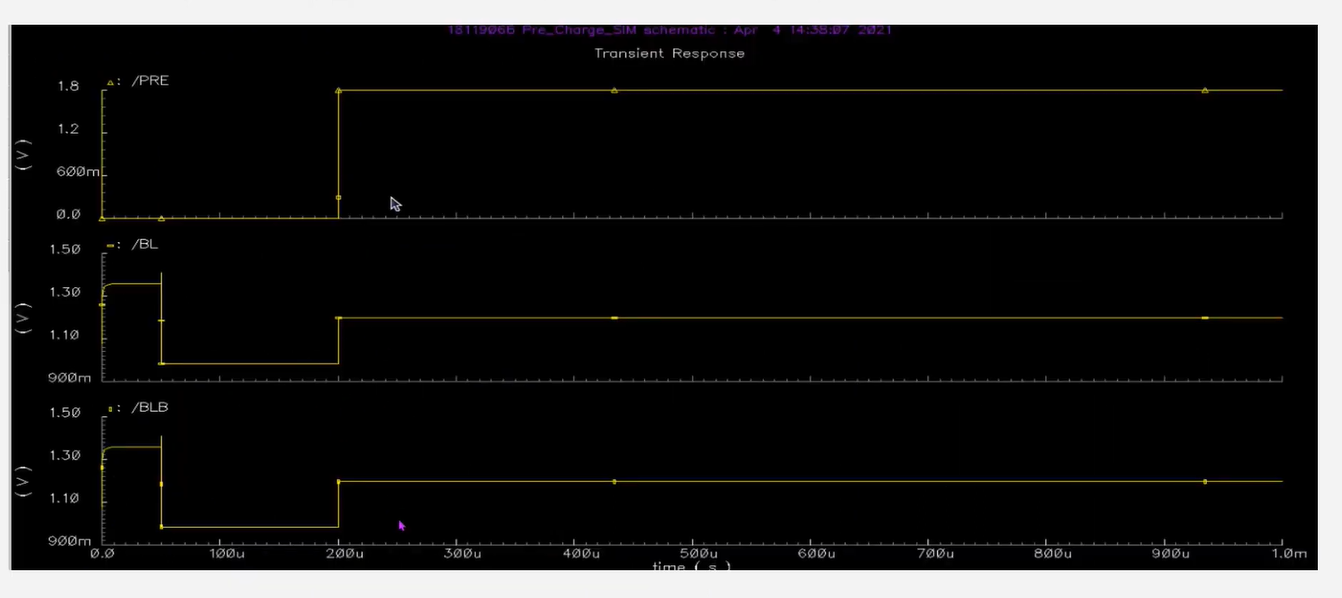 18119066 Pre_Charge_SIM schematic : Apr 4 14:38:07 2021
Transient Response
: /PRE
1.8
1.2
(V)
600m
0.0
: /BL
1.50
1.30
(V)
1.10
900m
: /BLB
1.50
1.30
(V)
1.10
900m
0.0 100u 200u 300u 400u 500u 600u 700u 800u 900u 1.0m
time ( s )